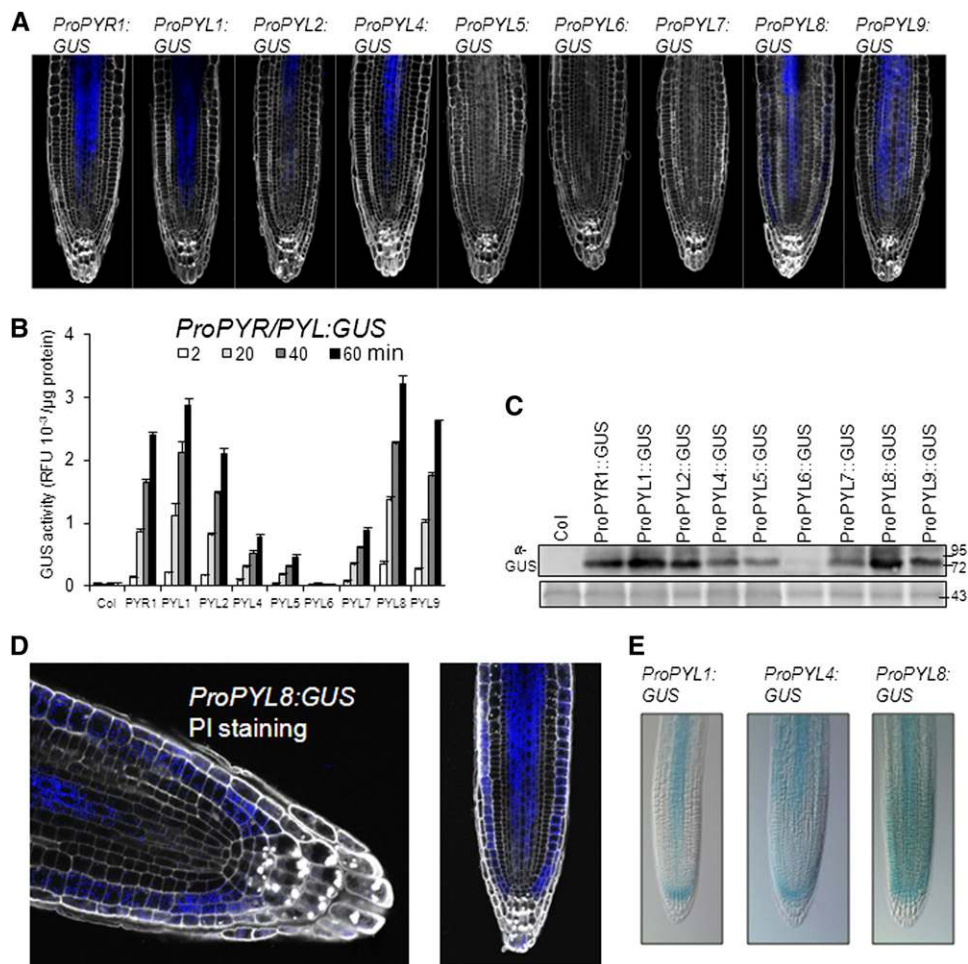 A
ProPYR1: GUS
ProPYL1: GUS
ProPYL2: GUS
ProPYL4: GUS
ProPYL5: GUS
ProPYL6: GUS
ProPYL7: GUS
ProPYL8: GUS
ProPYL9: GUS
B
ProPYR/PYL:GUS
2 20 40 60 min
GUS activity (RFU 10⁻³ /µg protein)
4
3
2
1
0
Col PYR1 PYL1 PYL2 PYL4 PYL5 PYL6 PYL7 PYL8 PYL9
C
Col
ProPYR1::GUS
ProPYL1::GUS
ProPYL2::GUS
ProPYL4::GUS
ProPYL5::GUS
ProPYL6::GUS
ProPYL7::GUS
ProPYL8::GUS
ProPYL9::GUS
α-
GUS
95
72
43
D
ProPYL8:GUS
PI staining
E
ProPYL1: GUS
ProPYL4: GUS
ProPYL8: GUS